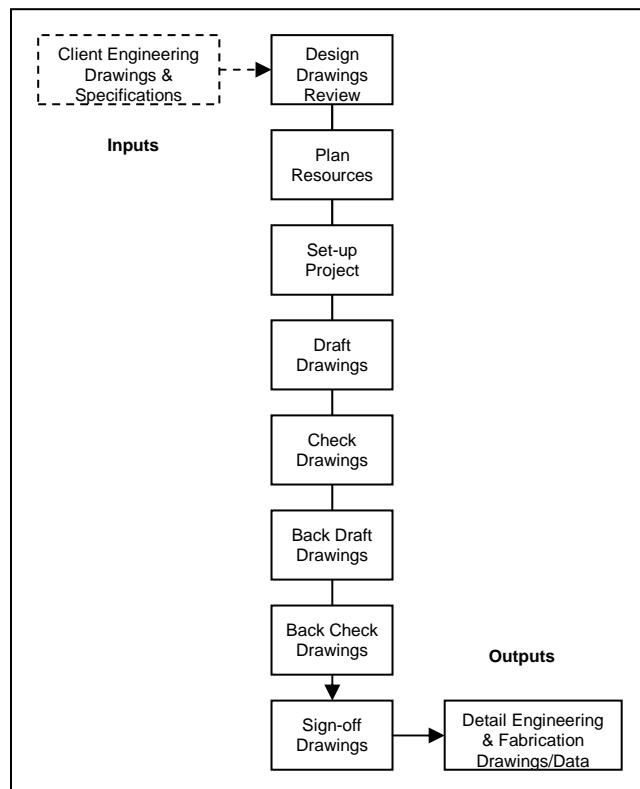 Client Engineering
Drawings &
Specifications
Design
Drawings
Review
Inputs
Plan
Resources
Set-up
Project
Draft
Drawings
Check
Drawings
Back Draft
Drawings
Back Check
Drawings
Outputs
Sign-off
Drawings
Detail Engineering
& Fabrication
Drawings/Data